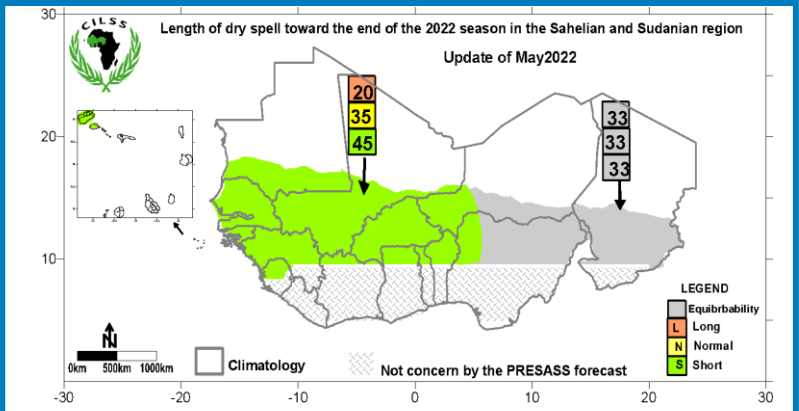 CILSS
Length of dry spell toward the end of the 2022 season in the Sahelian and Sudanian region
Update of May2022
30
20
10
20
35
45
33
33
33
LEGEND
Equibrbability
L Long
N Normal
S Short
N
0km 500km 1000km
Climatology
Not concern by the PRESASS forecast
-30 -20 -10 0 10 20 30